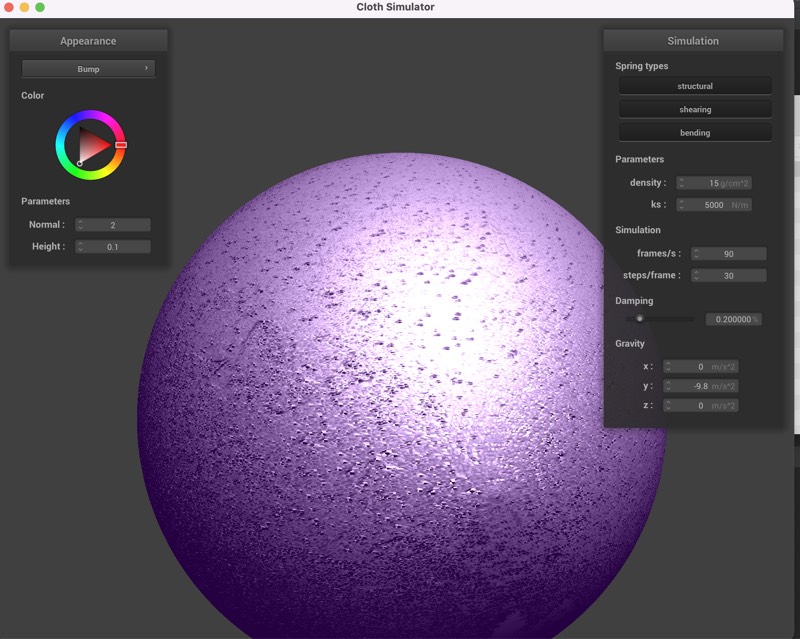 Cloth Simulator
Appearance
Bump
Color
Parameters
Normal : 2
Height : 0.1
Simulation
Spring types
structural
shearing
bending
Parameters
density : 15 g/cm^2
ks : 5000 N/m
Simulation
frames/s : 90
steps/frame : 30
Damping
0.200000 %
Gravity
x : 0 m/s^2
y : -9.8 m/s^2
z : 0 m/s^2